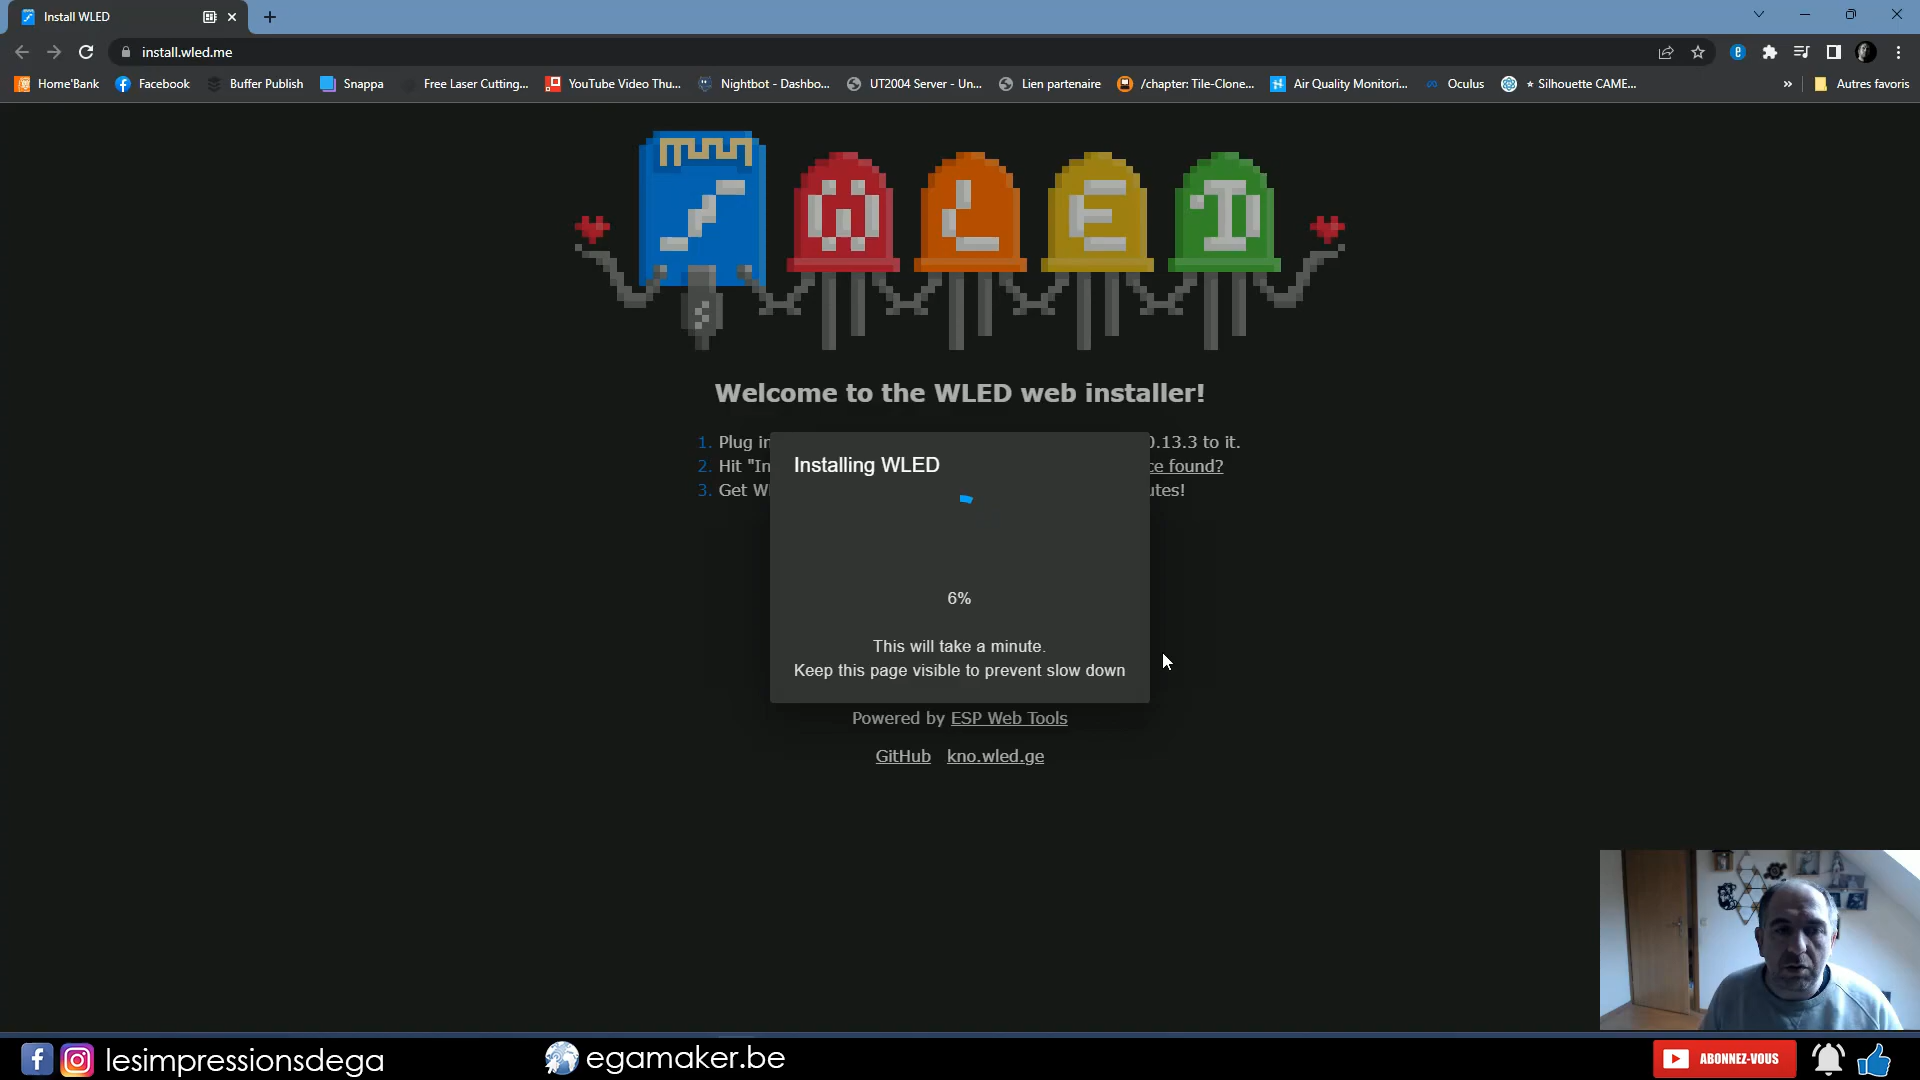 Install WLED
install.wled.me
Home'Bank
Facebook
Buffer Publish
Snappa
Free Laser Cutting...
YouTube Video Thu...
Nightbot - Dashbo...
UT2004 Server - Un...
Lien partenaire
/chapter: Tile-Clone...
Air Quality Monitori...
Oculus
⋆ Silhouette CAME...
»
Autres favoris
WLED
Welcome to the WLED web installer!
1. Plug in 0.13.3 to it.
2. Hit "In ce found?
3. Get W utes!
Installing WLED
6%
This will take a minute.
Keep this page visible to prevent slow down
Powered by ESP Web Tools
GitHub kno.wled.ge
lesimpressionsdega
egamaker.be
ABONNEZ-VOUS